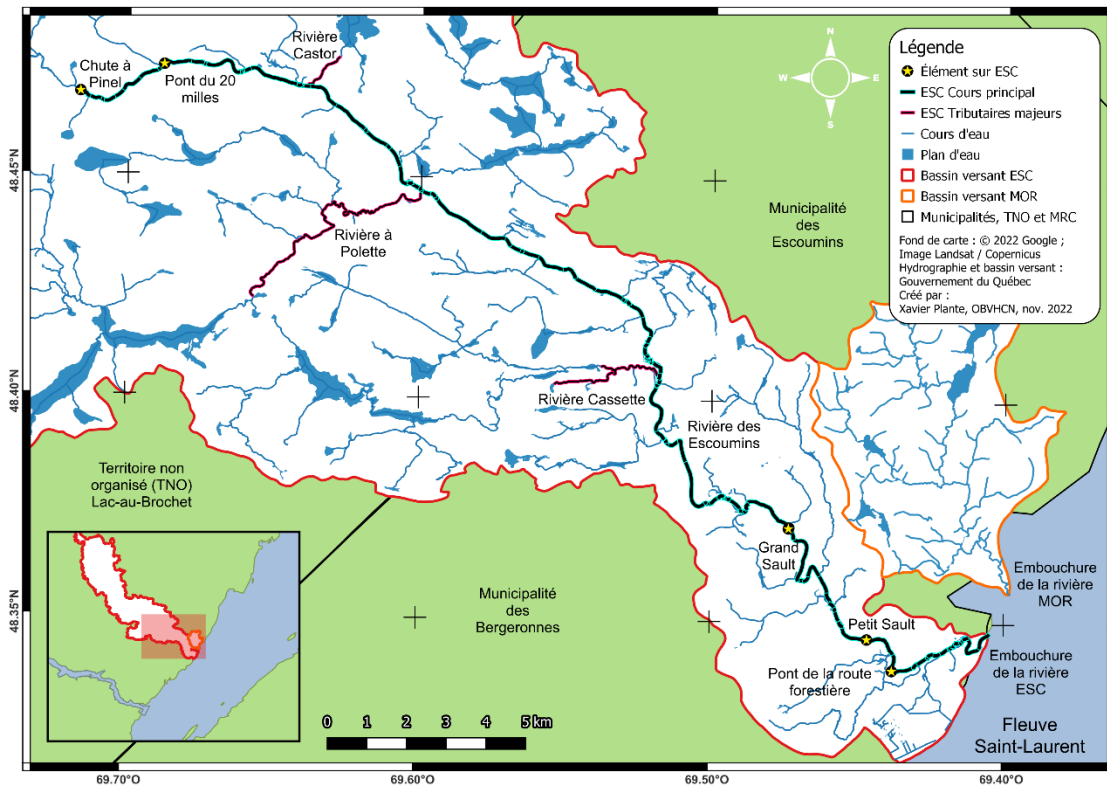 Rivière
Castor
Chute à
Pinel
Pont du 20
milles
N
W
E
S
Légende
Élément sur ESC
ESC Cours principal
ESC Tributaires majeurs
Cours d'eau
Plan d'eau
Bassin versant ESC
Bassin versant MOR
Municipalités, TNO et MRC
Fond de carte : © 2022 Google ;
Image Landsat / Copernicus
Hydrographie et bassin versant :
Gouvernement du Québec
Créé par :
Xavier Plante, OBVHCN, nov. 2022
48.45°N
Municipalité
des
Escoumins
Rivière à
Polette
48.40°N
Rivière Cassette
Rivière des
Escoumins
Territoire non
organisé (TNO)
Lac-au-Brochet
Grand
Sault
Embouchure
de la rivière
MOR
48.35°N
Municipalité
des
Bergeronnes
Petit Sault
Pont de la route
forestière
Embouchure
de la rivière
ESC
0 1 2 3 4 5 km
Fleuve
Saint-Laurent
69.70°O
69.60°O
69.50°O
69.40°O